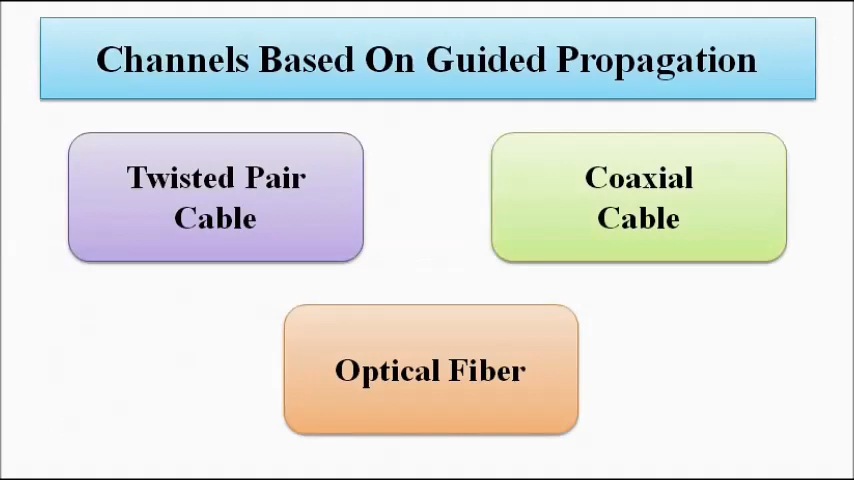 Channels Based On Guided Propagation
Twisted Pair
Cable
Coaxial
Cable
Optical Fiber